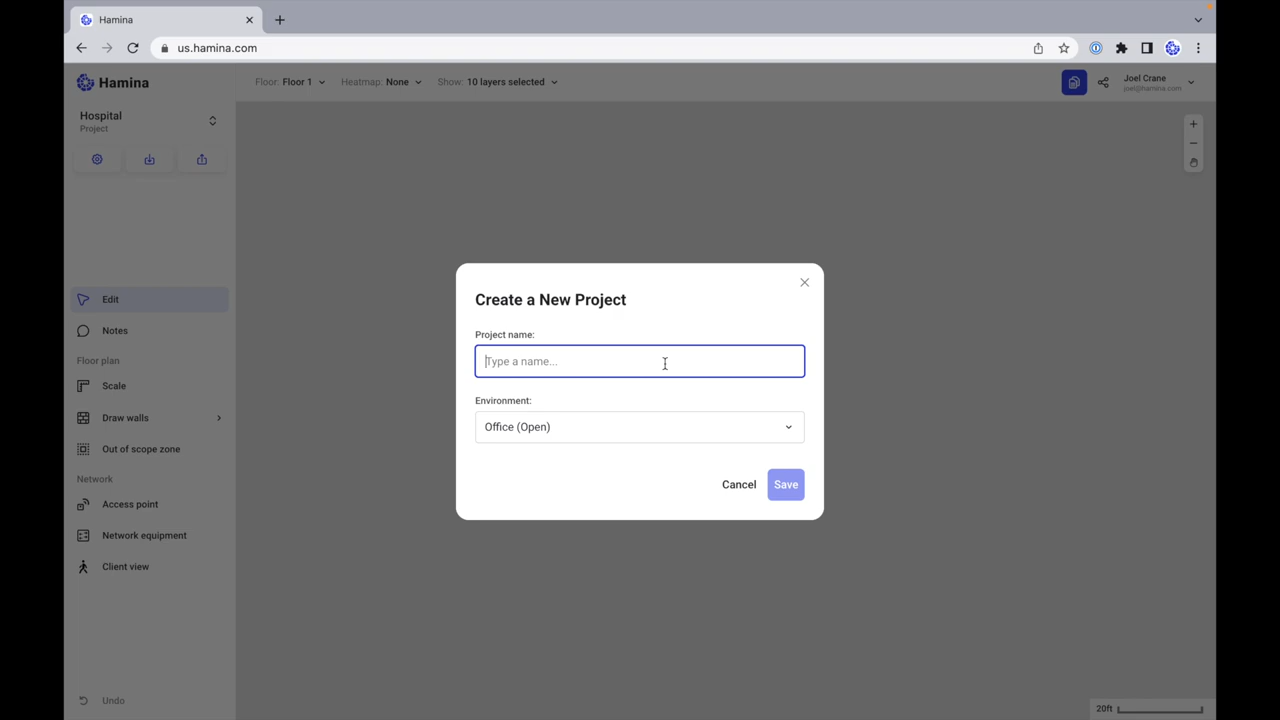 Hamina
us.hamina.com
Hamina
Floor: Floor 1
Heatmap: None
Show: 10 layers selected
Joel Crane
joel@hamina.com
Hospital
Project
Edit
Notes
Floor plan
Scale
Draw walls
Out of scope zone
Network
Access point
Network equipment
Client view
Undo
Create a New Project
Project name:
Type a name...
Environment:
Office (Open)
Cancel
Save
20ft